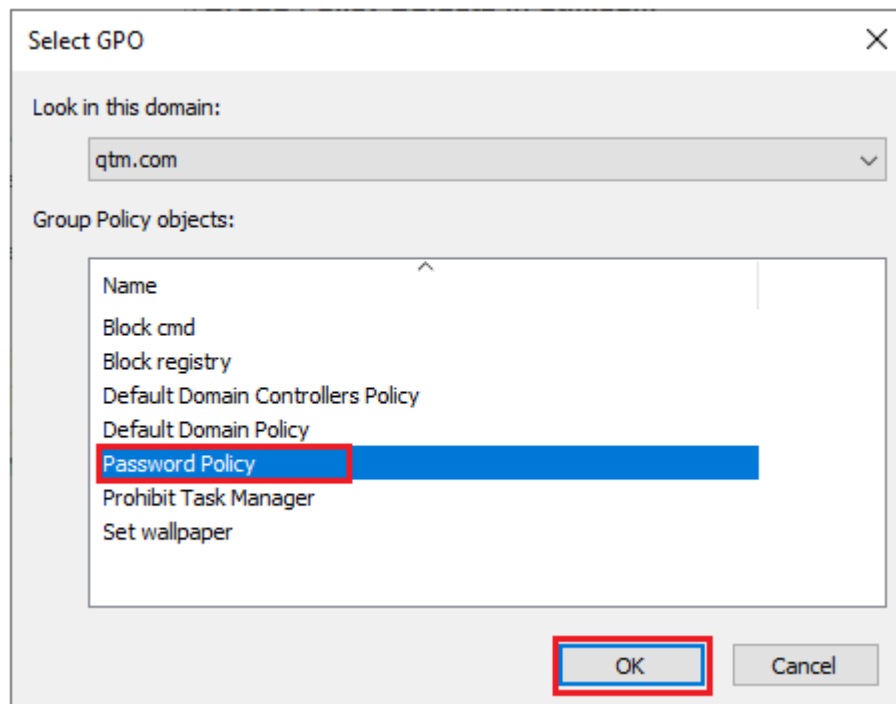 Select GPO
Look in this domain:
qtm.com
Group Policy objects:
Name
Block cmd
Block registry
Default Domain Controllers Policy
Default Domain Policy
Password Policy
Prohibit Task Manager
Set wallpaper
OK
Cancel